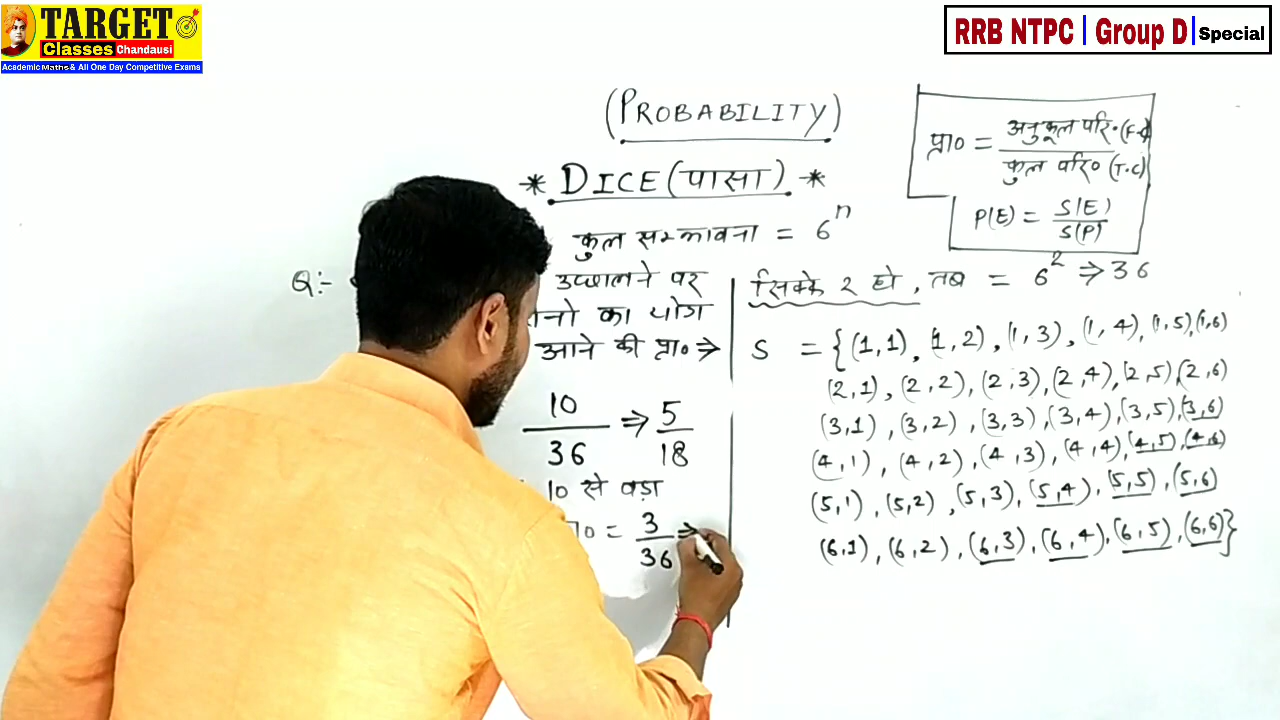 TARGET
Classes Chandausi
Academic Maths & All One Day Competitive Exams
RRB NTPC | Group D | Special
(PROBABILITY)
* DICE (पासा) *
कुल सम्भावना = 6^n
प्रा० = अनुकूल परि० (F.C) / कुल परि० (T.C)
P(E) = S(E) / S(P)
Q:-
उछालने पर
नो का योग
आने की प्रा० ⇒
10/36 ⇒ 5/18
10 से बड़ा
० = 3/36 ⇒
सिक्के 2 हो, तब = 6^2 ⇒ 36
S = {(1,1), (1,2), (1,3), (1,4), (1,5), (1,6)
(2,1), (2,2), (2,3), (2,4), (2,5), (2,6)
(3,1), (3,2), (3,3), (3,4), (3,5), (3,6)
(4,1), (4,2), (4,3), (4,4), (4,5), (4,6)
(5,1), (5,2), (5,3), (5,4), (5,5), (5,6)
(6,1), (6,2), (6,3), (6,4), (6,5), (6,6)}